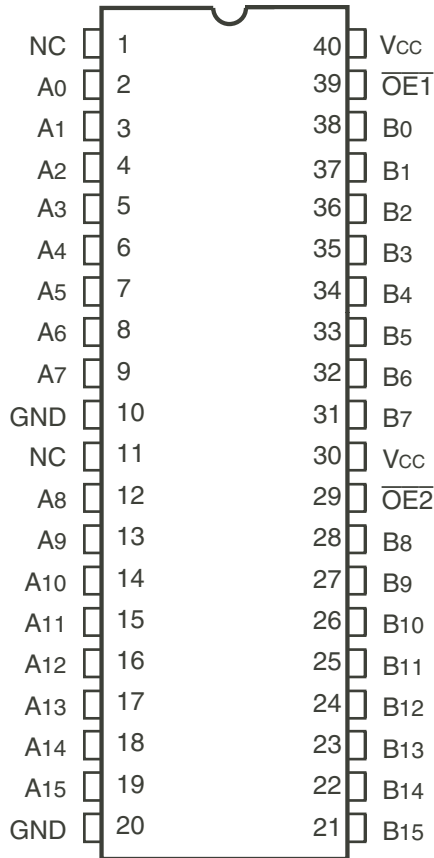 NC 1 40 VCC
A0 2 39 OE1
A1 3 38 B0
A2 4 37 B1
A3 5 36 B2
A4 6 35 B3
A5 7 34 B4
A6 8 33 B5
A7 9 32 B6
GND 10 31 B7
NC 11 30 VCC
A8 12 29 OE2
A9 13 28 B8
A10 14 27 B9
A11 15 26 B10
A12 16 25 B11
A13 17 24 B12
A14 18 23 B13
A15 19 22 B14
GND 20 21 B15